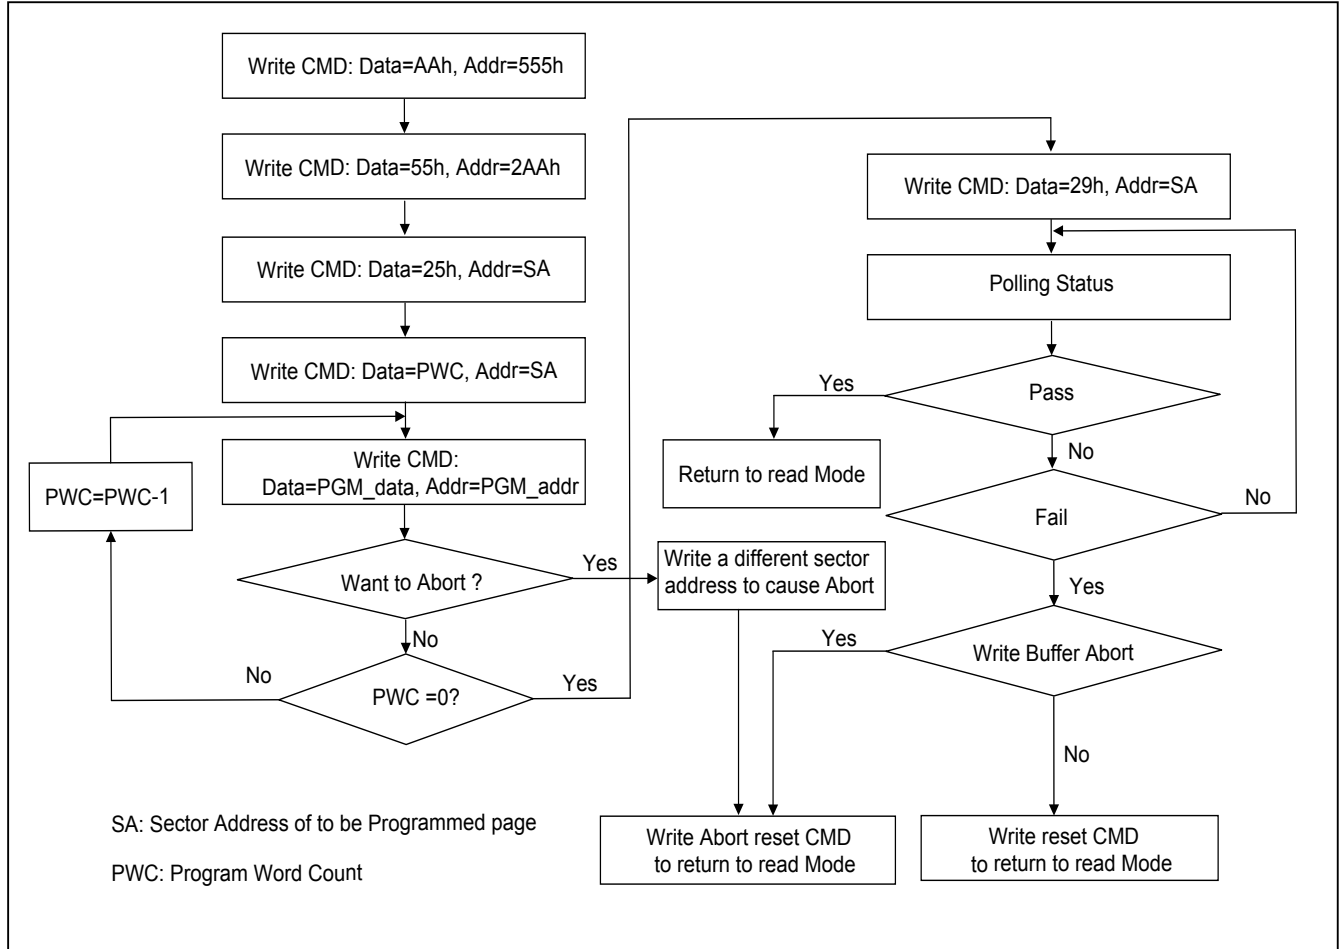 Write CMD: Data=AAh, Addr=555h
Write CMD: Data=55h, Addr=2AAh
Write CMD: Data=25h, Addr=SA
Write CMD: Data=PWC, Addr=SA
Write CMD:
Data=PGM_data, Addr=PGM_addr
PWC=PWC-1
Want to Abort ?
Yes
No
PWC =0?
No
Yes
Write a different sector
address to cause Abort
Write CMD: Data=29h, Addr=SA
Polling Status
Pass
Yes
No
Return to read Mode
Fail
No
Yes
Write Buffer Abort
Yes
No
Write Abort reset CMD
to return to read Mode
Write reset CMD
to return to read Mode
SA: Sector Address of to be Programmed page
PWC: Program Word Count